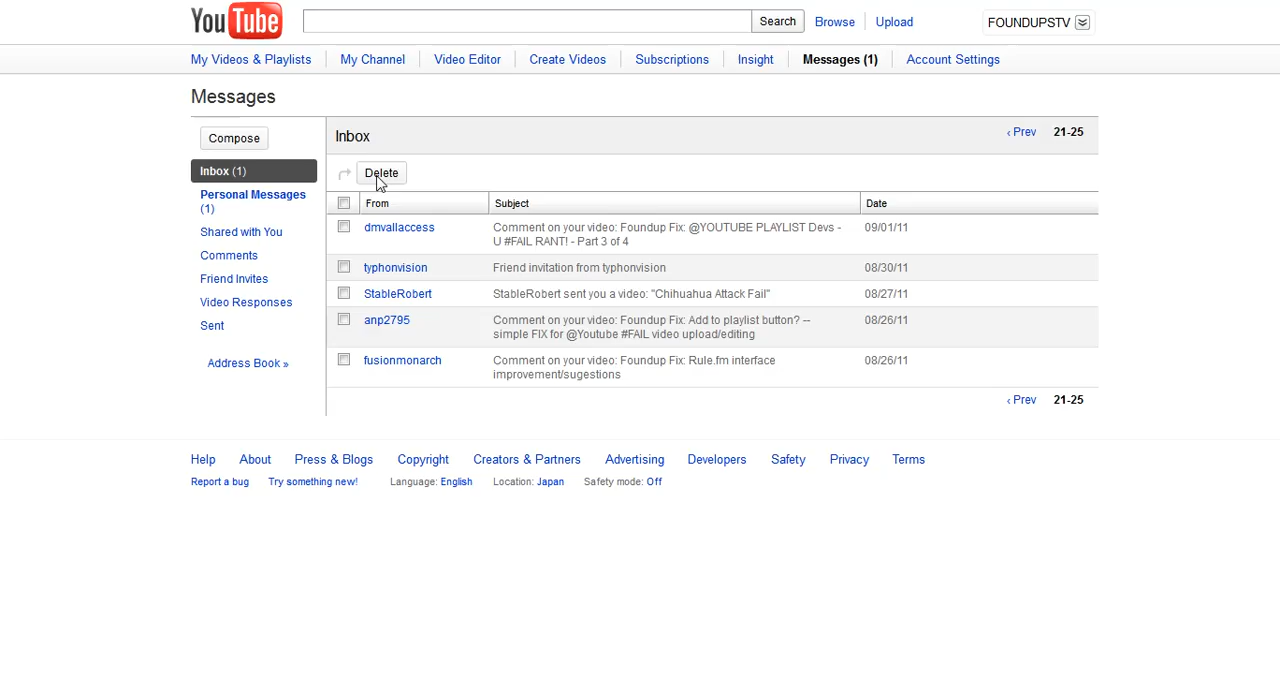 YouTube
Search
Browse
Upload
FOUNDUPSTV
My Videos & Playlists
My Channel
Video Editor
Create Videos
Subscriptions
Insight
Messages (1)
Account Settings
Messages
Compose
Inbox (1)
Personal Messages
(1)
Shared with You
Comments
Friend Invites
Video Responses
Sent
Address Book »
Inbox
‹ Prev 21-25
Delete
From Subject Date
dmvallaccess Comment on your video: Foundup Fix: @YOUTUBE PLAYLIST Devs - 09/01/11
U #FAIL RANT! - Part 3 of 4
typhonvision Friend invitation from typhonvision 08/30/11
StableRobert StableRobert sent you a video: "Chihuahua Attack Fail" 08/27/11
anp2795 Comment on your video: Foundup Fix: Add to playlist button? -- 08/26/11
simple FIX for @Youtube #FAIL video upload/editing
fusionmonarch Comment on your video: Foundup Fix: Rule.fm interface 08/26/11
improvement/sugestions
‹ Prev 21-25
Help About Press & Blogs Copyright Creators & Partners Advertising Developers Safety Privacy Terms
Report a bug Try something new! Language: English Location: Japan Safety mode: Off